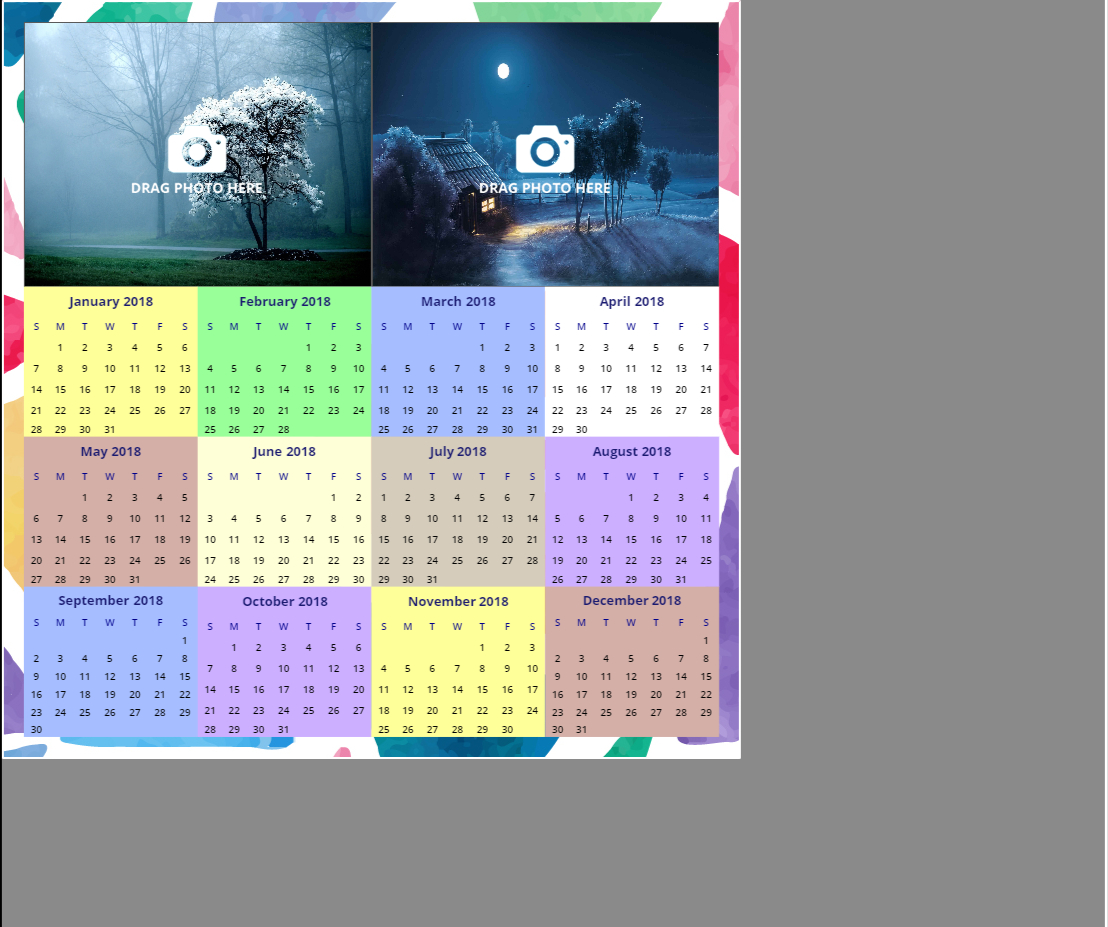 DRAG PHOTO HERE
DRAG PHOTO HERE
January 2018
S M T W T F S
1 2 3 4 5 6
7 8 9 10 11 12 13
14 15 16 17 18 19 20
21 22 23 24 25 26 27
28 29 30 31
February 2018
S M T W T F S
1 2 3
4 5 6 7 8 9 10
11 12 13 14 15 16 17
18 19 20 21 22 23 24
25 26 27 28
March 2018
S M T W T F S
1 2 3
4 5 6 7 8 9 10
11 12 13 14 15 16 17
18 19 20 21 22 23 24
25 26 27 28 29 30 31
April 2018
S M T W T F S
1 2 3 4 5 6 7
8 9 10 11 12 13 14
15 16 17 18 19 20 21
22 23 24 25 26 27 28
29 30
May 2018
S M T W T F S
1 2 3 4 5
6 7 8 9 10 11 12
13 14 15 16 17 18 19
20 21 22 23 24 25 26
27 28 29 30 31
June 2018
S M T W T F S
1 2
3 4 5 6 7 8 9
10 11 12 13 14 15 16
17 18 19 20 21 22 23
24 25 26 27 28 29 30
July 2018
S M T W T F S
1 2 3 4 5 6 7
8 9 10 11 12 13 14
15 16 17 18 19 20 21
22 23 24 25 26 27 28
29 30 31
August 2018
S M T W T F S
1 2 3 4
5 6 7 8 9 10 11
12 13 14 15 16 17 18
19 20 21 22 23 24 25
26 27 28 29 30 31
September 2018
S M T W T F S
1
2 3 4 5 6 7 8
9 10 11 12 13 14 15
16 17 18 19 20 21 22
23 24 25 26 27 28 29
30
October 2018
S M T W T F S
1 2 3 4 5 6
7 8 9 10 11 12 13
14 15 16 17 18 19 20
21 22 23 24 25 26 27
28 29 30 31
November 2018
S M T W T F S
1 2 3
4 5 6 7 8 9 10
11 12 13 14 15 16 17
18 19 20 21 22 23 24
25 26 27 28 29 30
December 2018
S M T W T F S
1
2 3 4 5 6 7 8
9 10 11 12 13 14 15
16 17 18 19 20 21 22
23 24 25 26 27 28 29
30 31